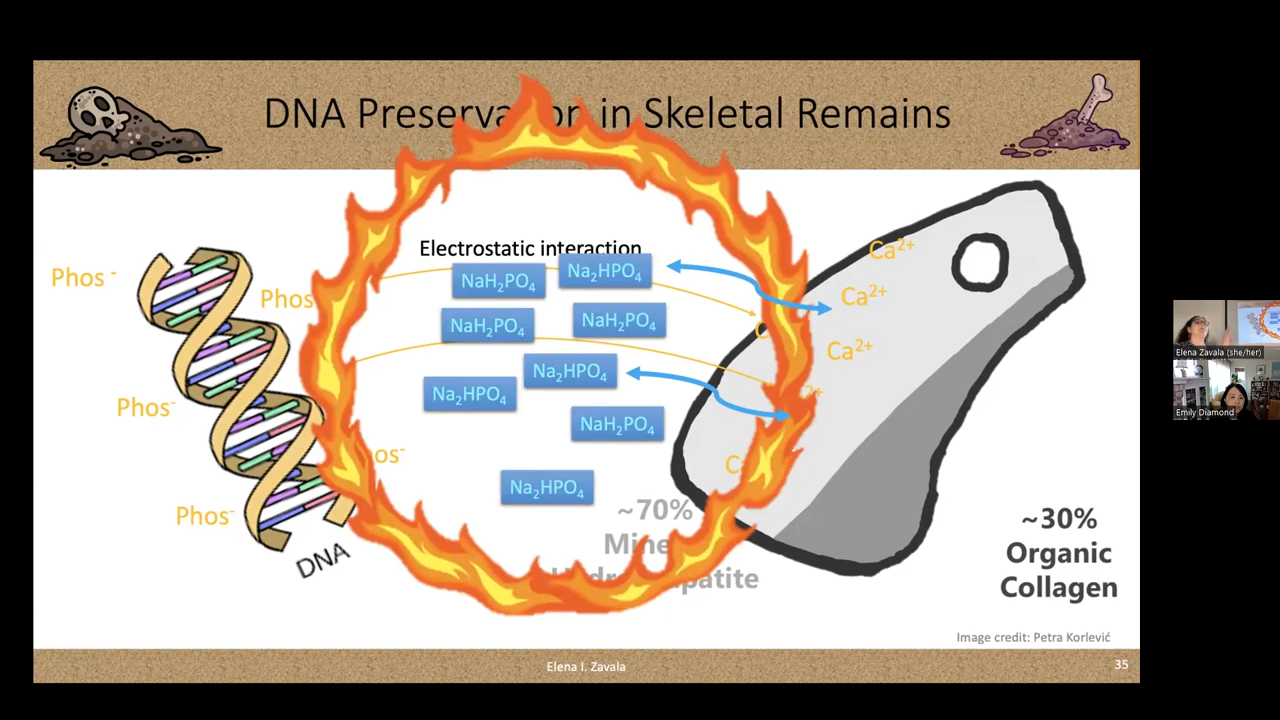 DNA Preservation in Skeletal Remains
Electrostatic interaction
Phos -
Phos
Phos-
os-
Phos-
DNA
NaH2PO4
Na2HPO4
NaH2PO4
NaH2PO4
Na2HPO4
Na2HPO4
NaH2PO4
Na2HPO4
Ca2+
Ca2+
Ca2+
2+
Ca
~70%
~30%
Organic
Collagen
Image credit: Petra Korlević
Elena I. Zavala
35
Elena Zavala (she/her)
Emily Diamond